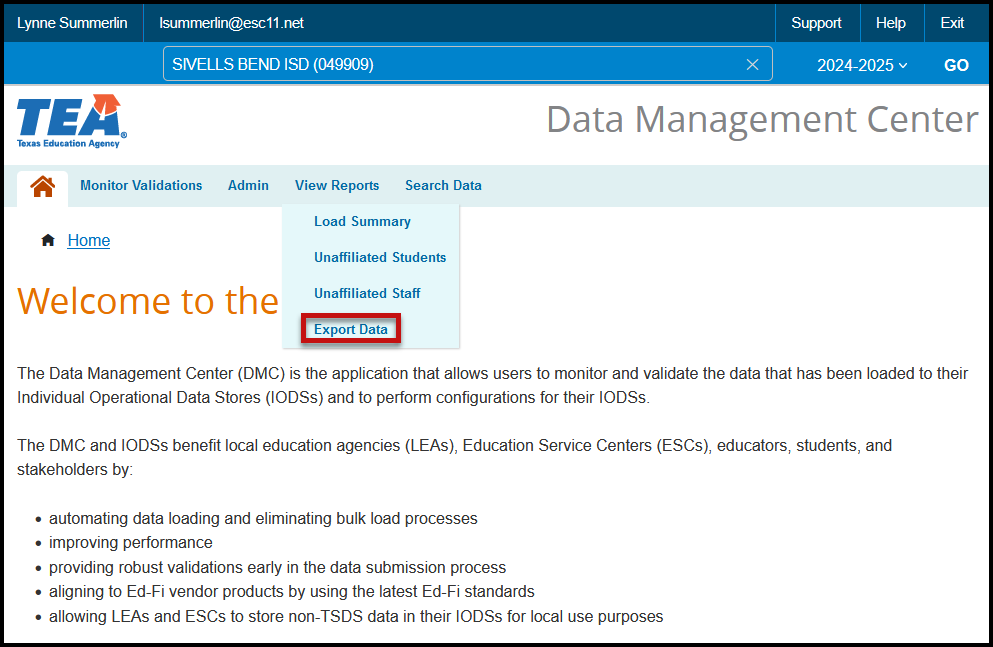 Lynne Summerlin lsummerlin@esc11.net Support Help Exit
SIVELLS BEND ISD (049909) 2024-2025 GO
TEA
Texas Education Agency
Data Management Center
Monitor Validations Admin View Reports Search Data
Load Summary
Home
Unaffiliated Students
Unaffiliated Staff
Welcome to the
Export Data
The Data Management Center (DMC) is the application that allows users to monitor and validate the data that has been loaded to their
Individual Operational Data Stores (IODSs) and to perform configurations for their IODSs.
The DMC and IODSs benefit local education agencies (LEAs), Education Service Centers (ESCs), educators, students, and
stakeholders by:
• automating data loading and eliminating bulk load processes
• improving performance
• providing robust validations early in the data submission process
• aligning to Ed-Fi vendor products by using the latest Ed-Fi standards
• allowing LEAs and ESCs to store non-TSDS data in their IODSs for local use purposes